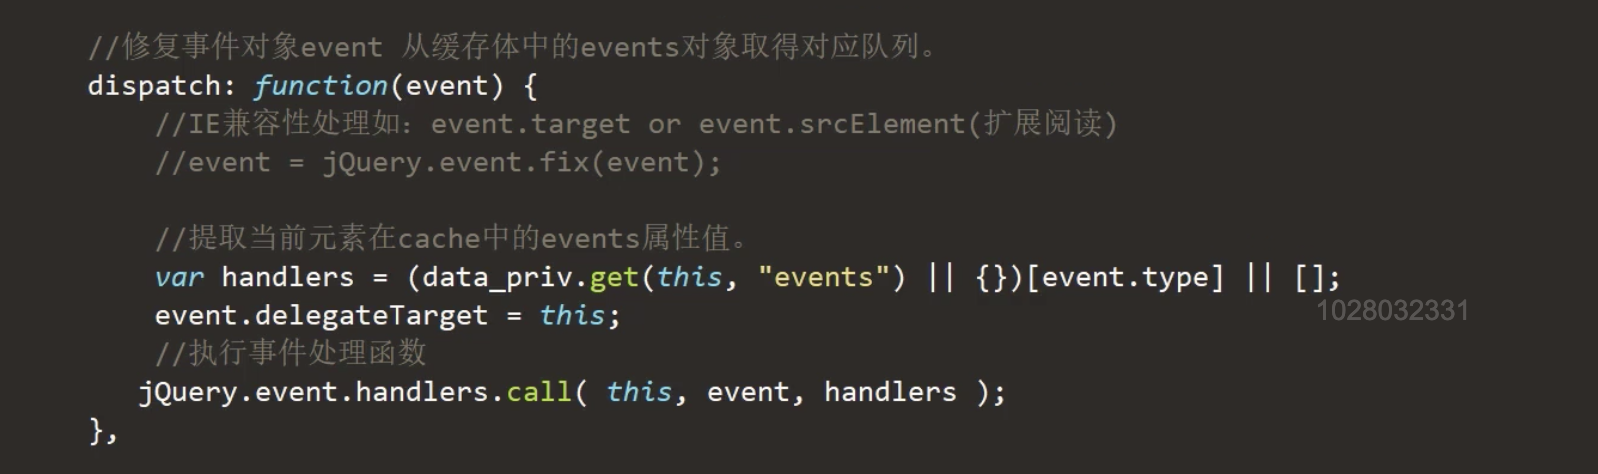 //修复事件对象event 从缓存体中的events对象取得对应队列。
dispatch: function(event) {
//IE兼容性处理如：event.target or event.srcElement(扩展阅读)
//event = jQuery.event.fix(event);
//提取当前元素在cache中的events属性值。
var handlers = (data_priv.get(this, "events") || {})[event.type] || [];
1028032331
event.delegateTarget = this;
//执行事件处理函数
jQuery.event.handlers.call( this, event, handlers );
},